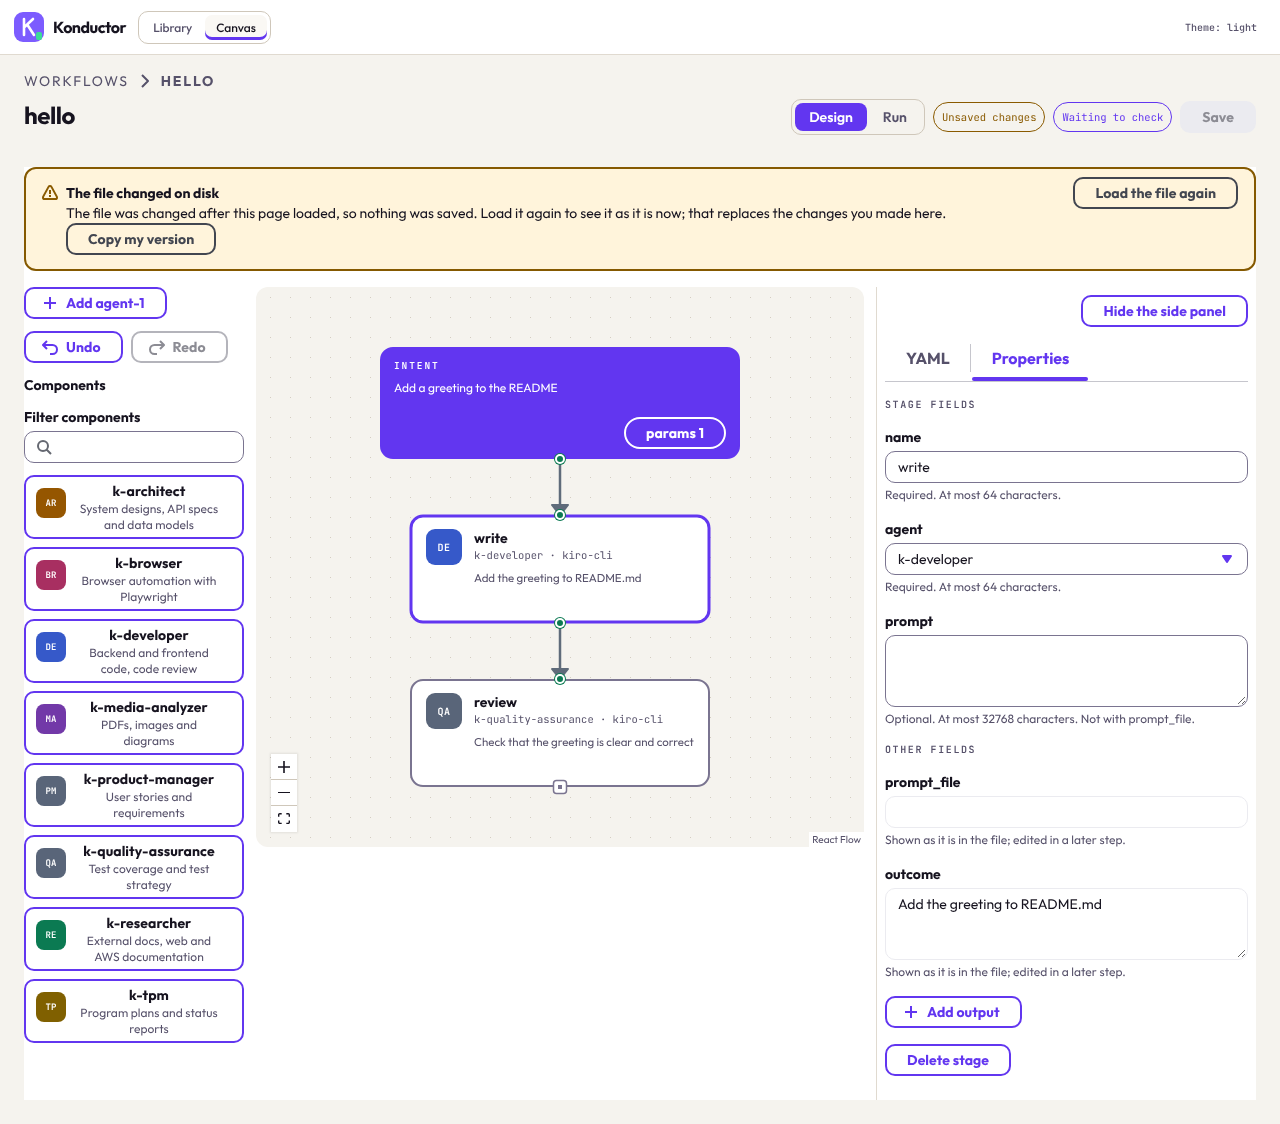 Konductor
Library
Canvas
Theme: light
WORKFLOWS
HELLO
hello
Design
Run
Unsaved changes
Waiting to check
Save
The file changed on disk
The file was changed after this page loaded, so nothing was saved. Load it again to see it as it is now; that replaces the changes you made here.
Copy my version
Load the file again
Add agent-1
Undo
Redo
Components
Filter components
AR
k-architect
System designs, API specs
and data models
BR
k-browser
Browser automation with
Playwright
DE
k-developer
Backend and frontend
code, code review
MA
k-media-analyzer
PDFs, images and
diagrams
PM
k-product-manager
User stories and
requirements
QA
k-quality-assurance
Test coverage and test
strategy
RE
k-researcher
External docs, web and
AWS documentation
TP
k-tpm
Program plans and status
reports
INTENT
Add a greeting to the README
params 1
DE
write
k-developer · kiro-cli
Add the greeting to README.md
QA
review
k-quality-assurance · kiro-cli
Check that the greeting is clear and correct
React Flow
Hide the side panel
YAML
Properties
STAGE FIELDS
name
write
Required. At most 64 characters.
agent
k-developer
Required. At most 64 characters.
prompt
Optional. At most 32768 characters. Not with prompt_file.
OTHER FIELDS
prompt_file
Shown as it is in the file; edited in a later step.
outcome
Add the greeting to README.md
Shown as it is in the file; edited in a later step.
Add output
Delete stage